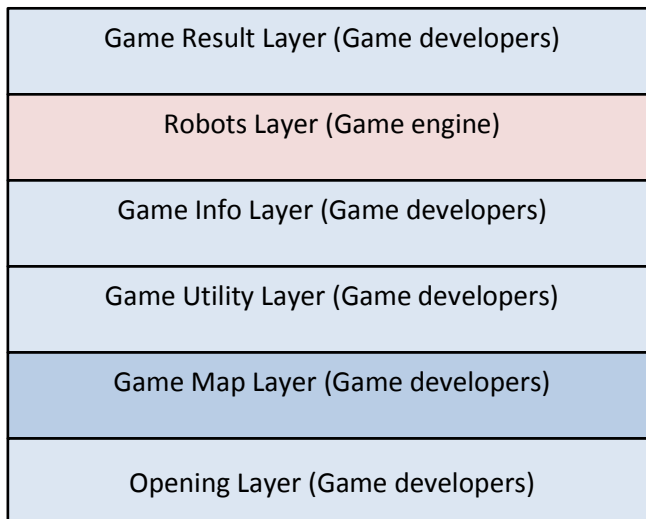 Game Result Layer (Game developers)
Robots Layer (Game engine)
Game Info Layer (Game developers)
Game Utility Layer (Game developers)
Game Map Layer (Game developers)
Opening Layer (Game developers)